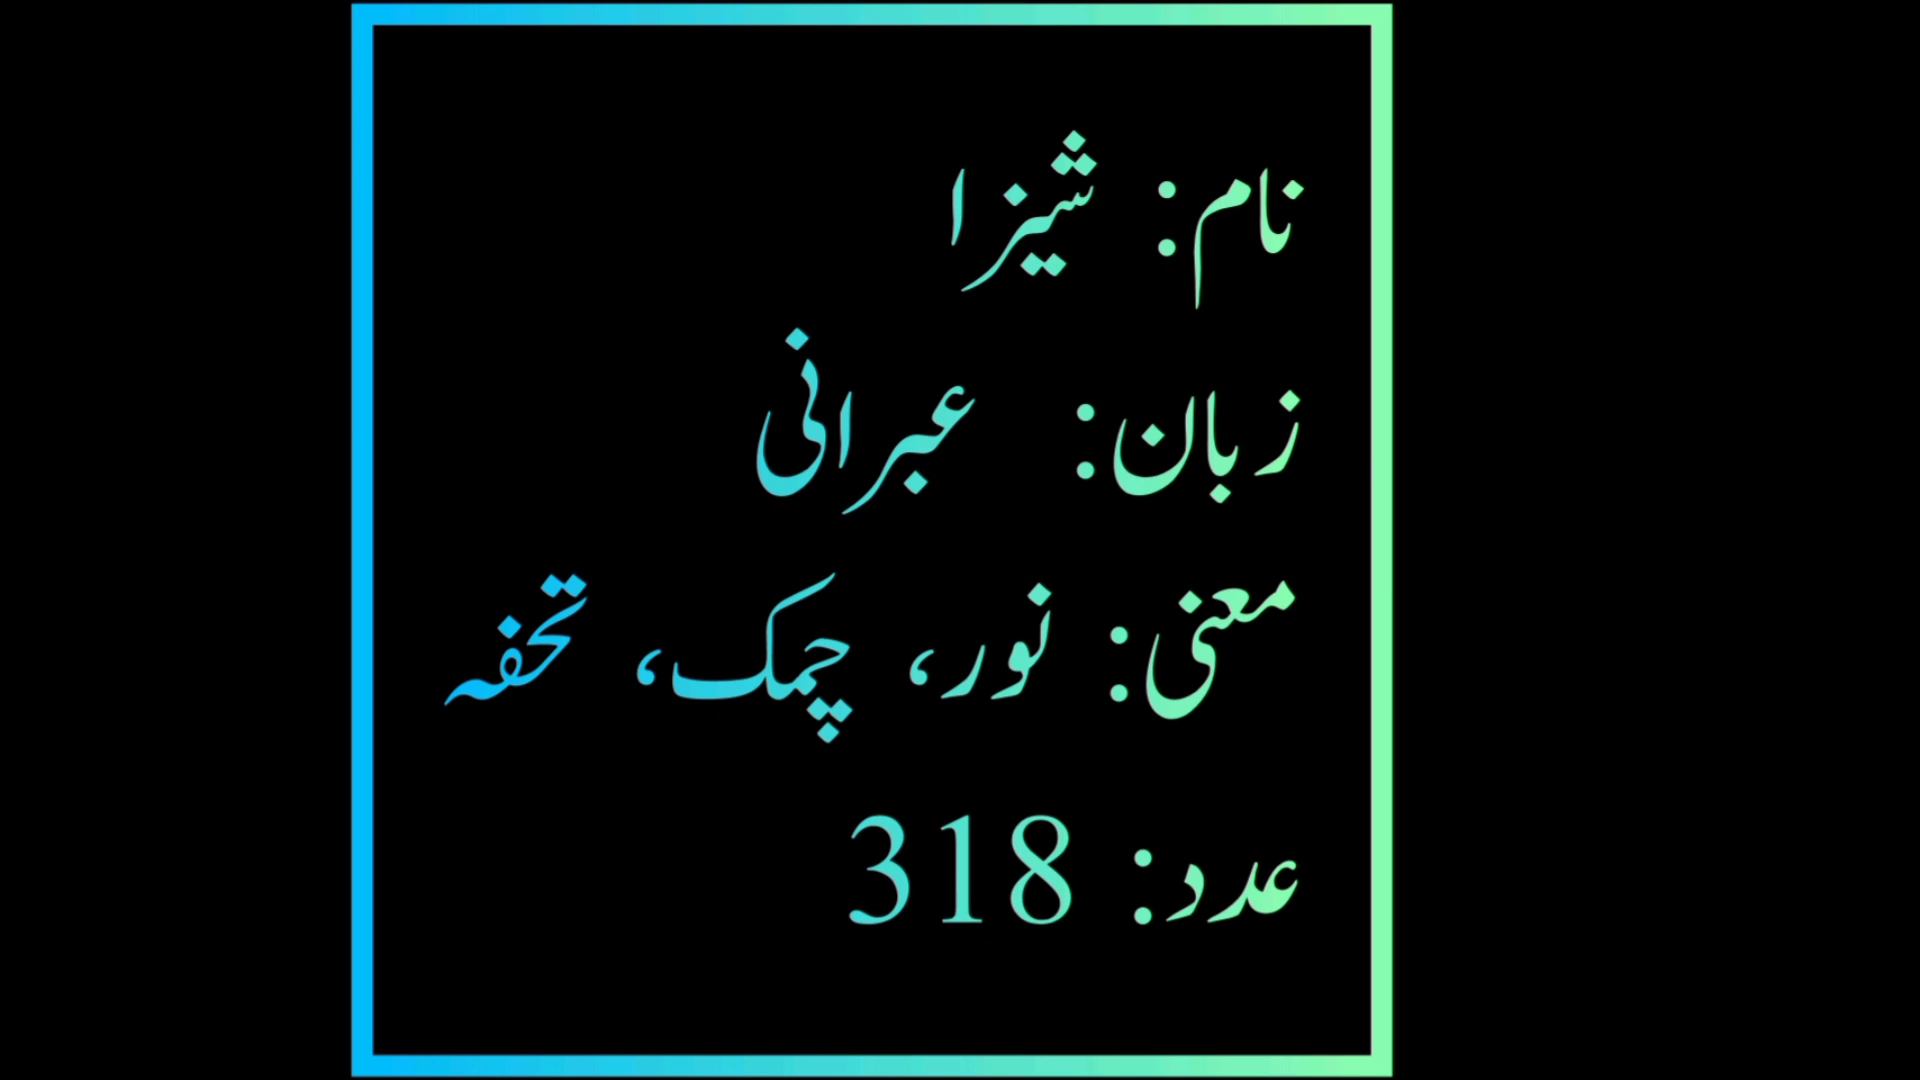 نام: شیزا
زبان: عبرانی
معنی: نور، چمک، تحفہ
عدد: 318